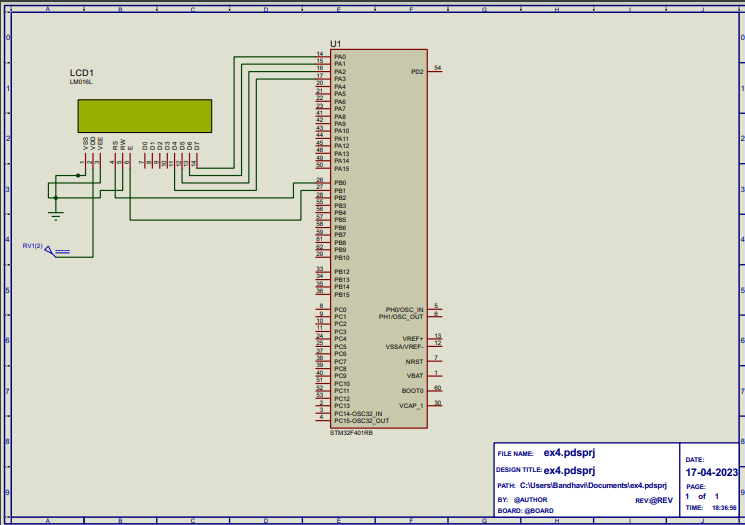 A B C D E F G H I J
0 0
1 1
2 2
3 3
4 4
5 5
6 6
7 7
8 8
9 9
LCD1
LM016L
VSS VDD VEE RS RW E D0 D1 D2 D3 D4 D5 D6 D7
1 2 3 4 5 6 7 8 9 10 11 12 13 14
RV1(2)
U1
14 PA0
15 PA1
16 PA2
17 PA3
20 PA4
21 PA5
22 PA6
23 PA7
41 PA8
42 PA9
43 PA10
44 PA11
45 PA12
46 PA13
49 PA14
50 PA15
26 PB0
27 PB1
28 PB2
55 PB3
56 PB4
57 PB5
58 PB6
59 PB7
61 PB8
62 PB9
29 PB10
33 PB12
34 PB13
35 PB14
36 PB15
8 PC0
9 PC1
10 PC2
11 PC3
24 PC4
25 PC5
37 PC6
38 PC7
39 PC8
40 PC9
51 PC10
52 PC11
53 PC12
2 PC13
3 PC14-OSC32_IN
4 PC15-OSC32_OUT
PD2 54
PH0/OSC_IN 5
PH1/OSC_OUT 6
VREF+ 13
VSSA/VREF- 12
NRST 7
VBAT 1
BOOT0 60
VCAP_1 30
STM32F401RB
FILE NAME: ex4.pdsprj
DESIGN TITLE: ex4.pdsprj
PATH: C:\Users\Bandhavi\Documents\ex4.pdsprj
BY: @AUTHOR REV:@REV
BOARD: @BOARD
DATE:
17-04-2023
PAGE:
1 of 1
TIME: 18:36:56
A B C D E F G H I J